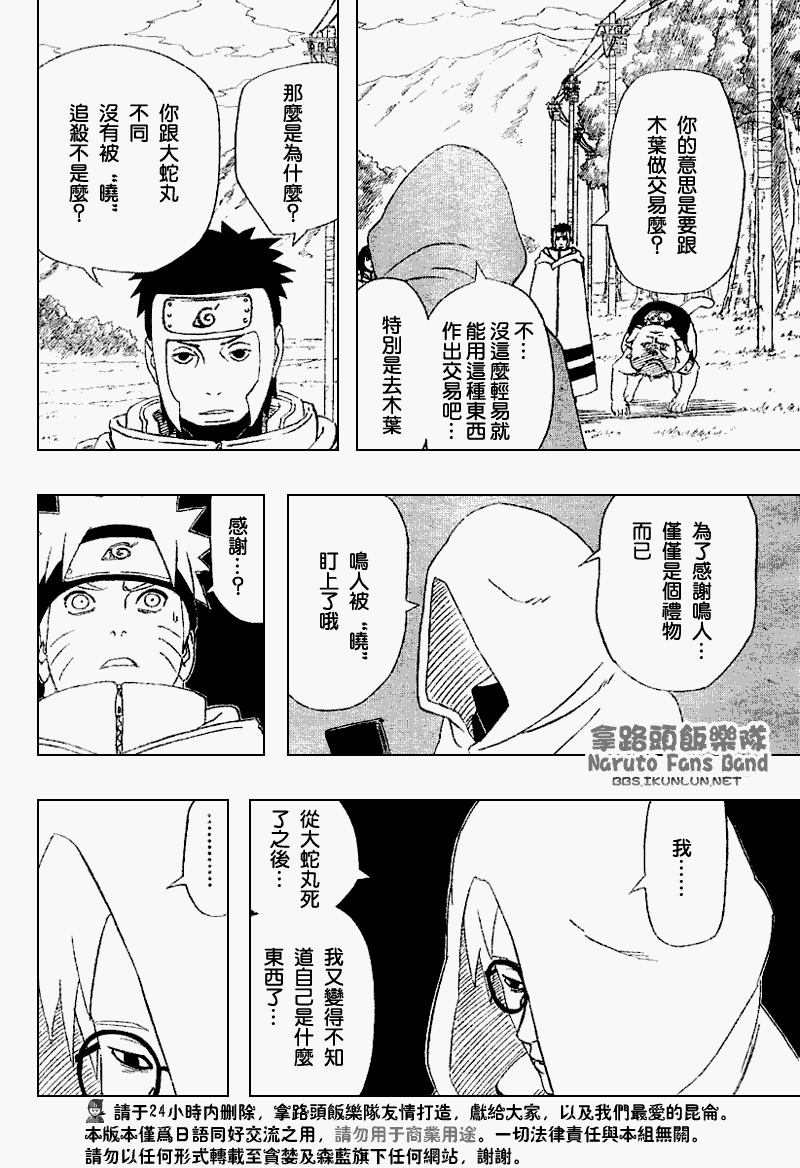 你的意思是要跟
木葉做交易麼？
不…
沒這麼輕易就
能用這種東西
作出交易吧…
特別是去木葉
那麼是為什麼？
你跟大蛇丸
不同
沒有被“曉”
追殺不是麼？
為了感謝鳴人…
僅僅是個禮物
而已
鳴人被“曉”
盯上了哦
感謝…？
拿路頭飯樂隊
Naruto Fans Band
BBS.IKUNLUN.NET
我……
從大蛇丸死
了之後…
我又變得不知
道自己是什麼
東西了…
…………
請于24小時内刪除，拿路頭飯樂隊友情打造，獻給大家，以及我們最愛的昆侖。
本版本僅爲日語同好交流之用，請勿用于商業用途。一切法律責任與本組無關。
請勿以任何形式轉載至貪婪及森藍旗下任何網站，謝謝。